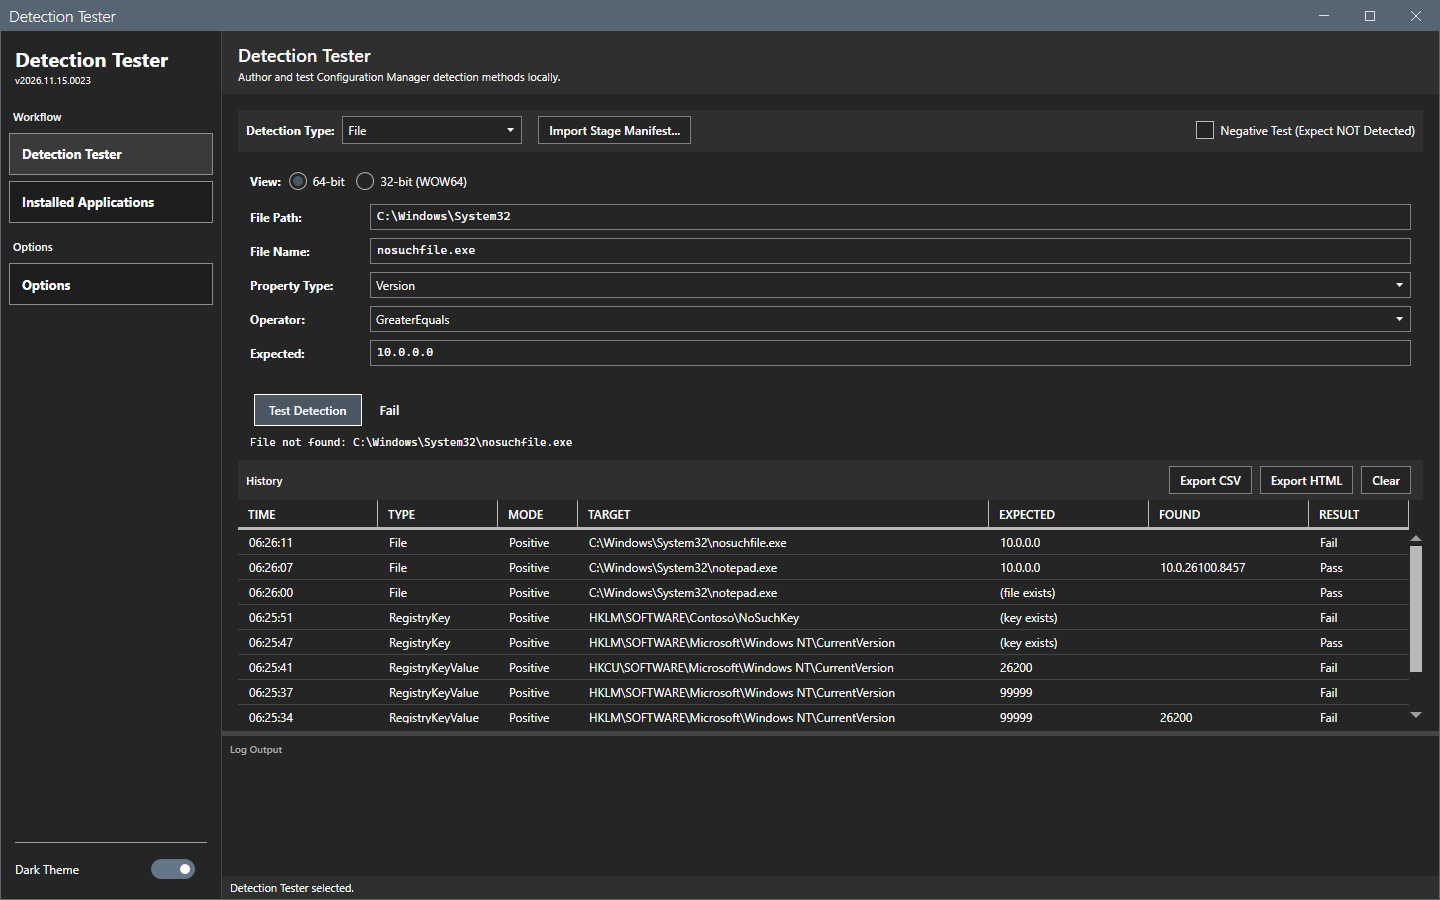 Detection Tester
Detection Tester
v2026.11.15.0023
Workflow
Detection Tester
Installed Applications
Options
Options
Dark Theme
Detection Tester
Author and test Configuration Manager detection methods locally.
Detection Type: File Import Stage Manifest... Negative Test (Expect NOT Detected)
View: 64-bit 32-bit (WOW64)
File Path: C:\Windows\System32
File Name: nosuchfile.exe
Property Type: Version
Operator: GreaterEquals
Expected: 10.0.0.0
Test Detection Fail
File not found: C:\Windows\System32\nosuchfile.exe
History Export CSV Export HTML Clear
TIME TYPE MODE TARGET EXPECTED FOUND RESULT
06:26:11 File Positive C:\Windows\System32\nosuchfile.exe 10.0.0.0 Fail
06:26:07 File Positive C:\Windows\System32\notepad.exe 10.0.0.0 10.0.26100.8457 Pass
06:26:00 File Positive C:\Windows\System32\notepad.exe (file exists) Pass
06:25:51 RegistryKey Positive HKLM\SOFTWARE\Contoso\NoSuchKey (key exists) Fail
06:25:47 RegistryKey Positive HKLM\SOFTWARE\Microsoft\Windows NT\CurrentVersion (key exists) Pass
06:25:41 RegistryKeyValue Positive HKCU\SOFTWARE\Microsoft\Windows NT\CurrentVersion 26200 Fail
06:25:37 RegistryKeyValue Positive HKLM\SOFTWARE\Microsoft\Windows NT\CurrentVersion 99999 Fail
06:25:34 RegistryKeyValue Positive HKLM\SOFTWARE\Microsoft\Windows NT\CurrentVersion 99999 26200 Fail
Log Output
Detection Tester selected.